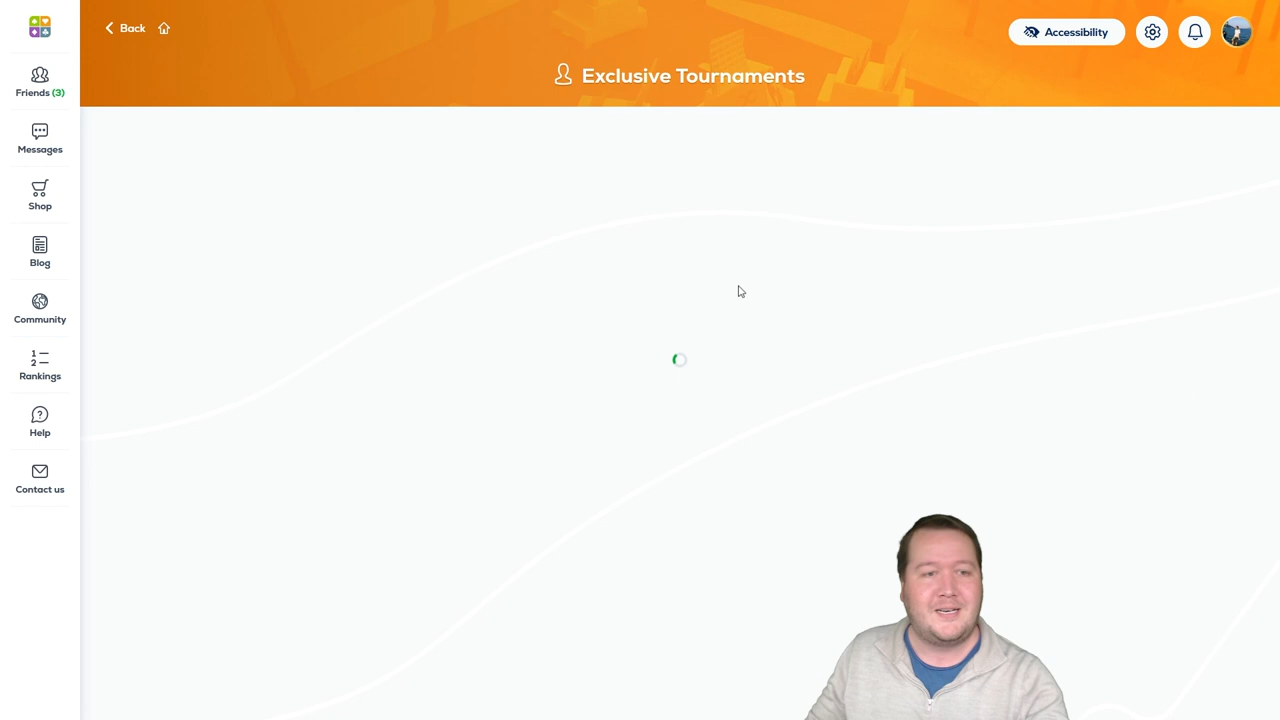 Back
Accessibility
Exclusive Tournaments
Friends (3)
Messages
Shop
Blog
Community
1
2
Rankings
?
Help
Contact us